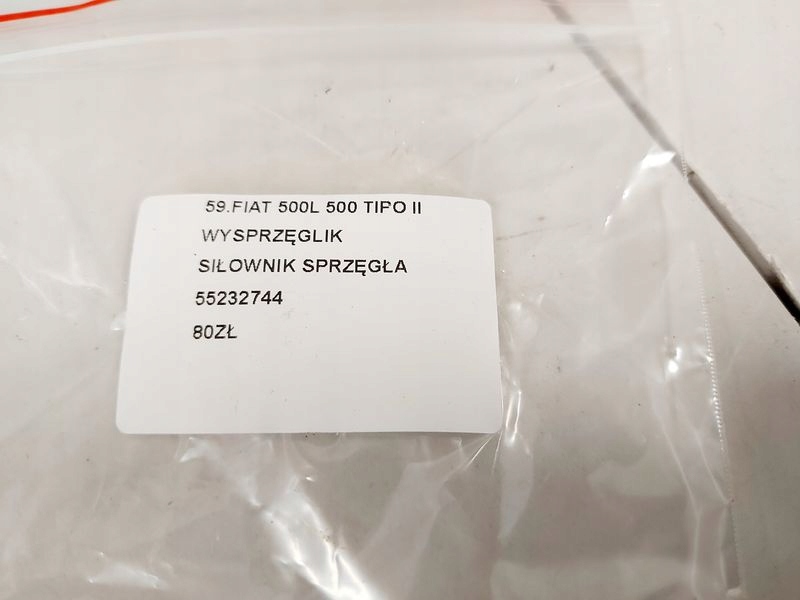 59.FIAT 500L 500 TIPO II
WYSPRZĘGLIK
SIŁOWNIK SPRZĘGŁA
55232744
80ZŁ